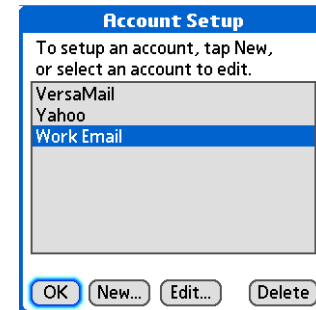 Account Setup
To setup an account, tap New,
or select an account to edit.
VersaMail
Yahoo
Work Email
OK New... Edit... Delete